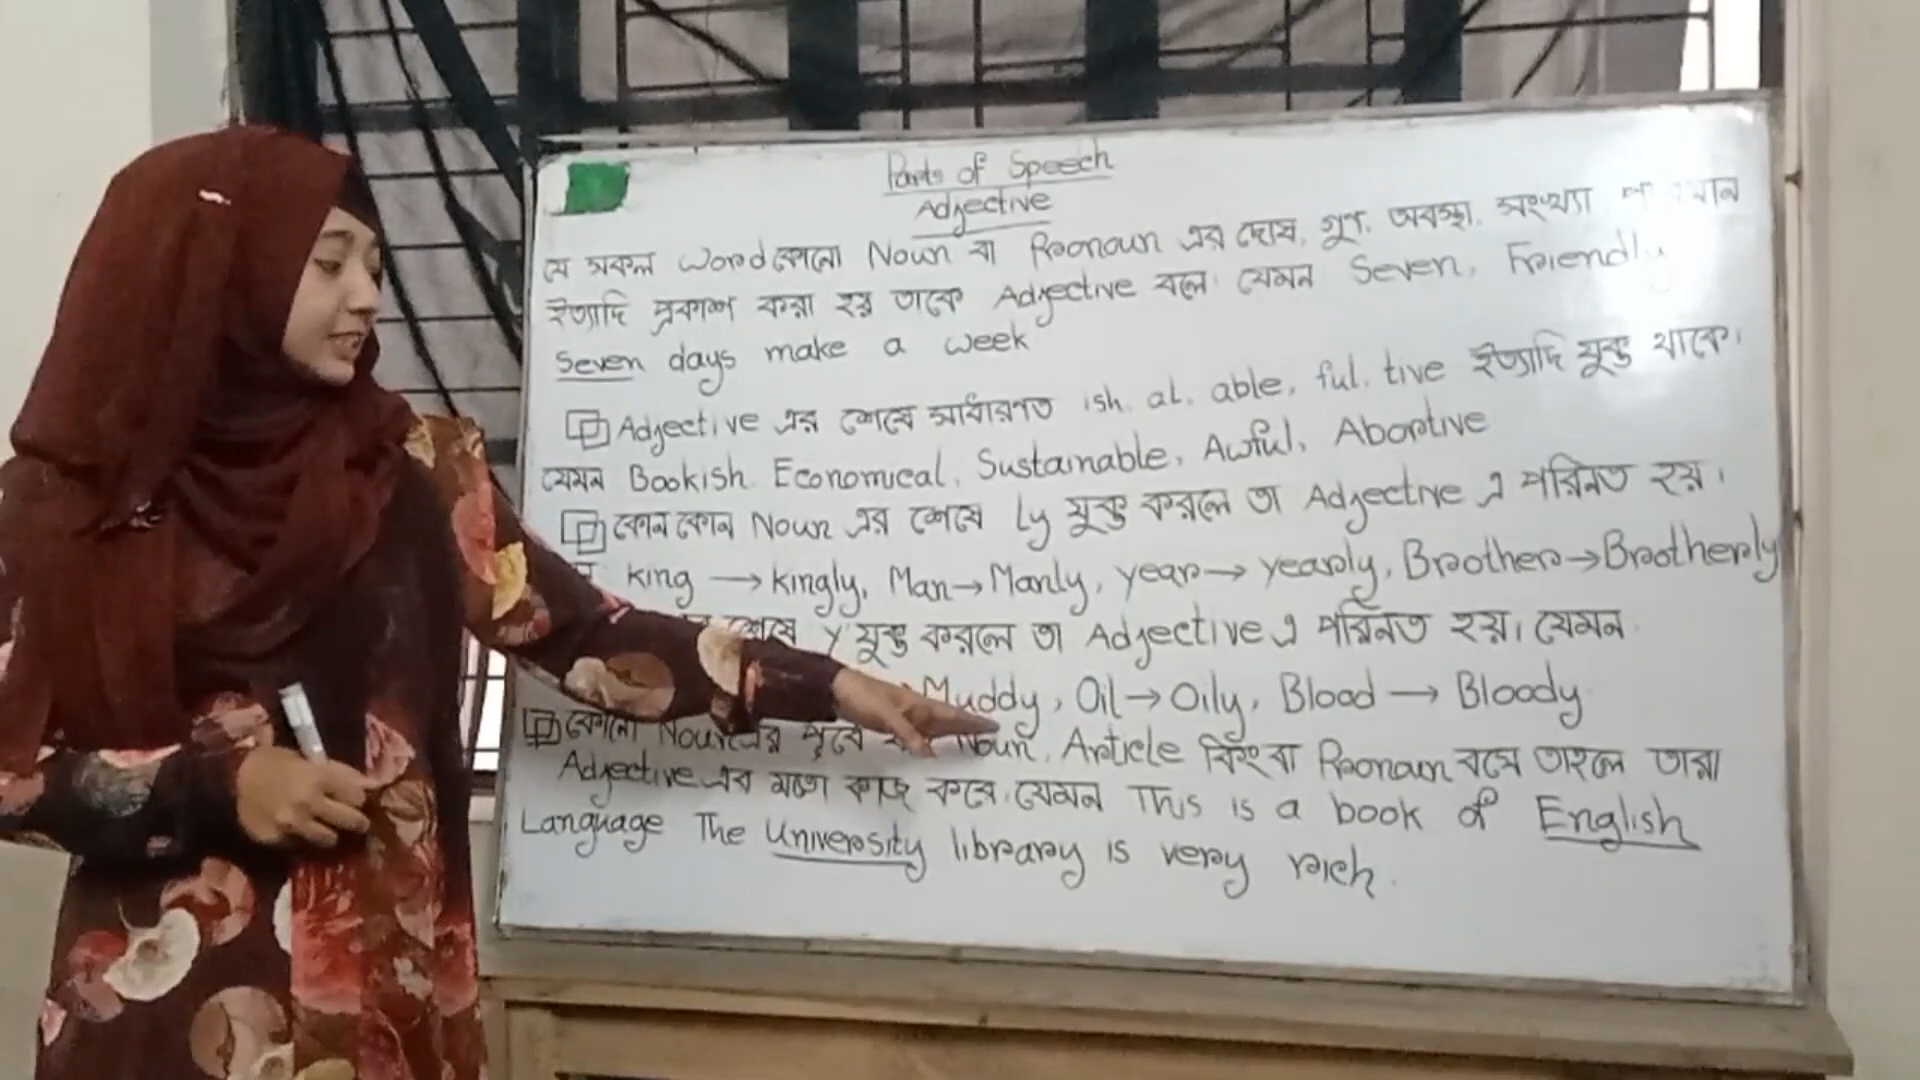 Parts of Speech
Adjective
যে সকল Word কোনো Noun বা Pronoun এর দোষ, গুণ, অবস্থা, সংখ্যা
ইত্যাদি প্রকাশ করা হয় তাকে Adjective বলে। যেমন Seven, Friendly
Seven days make a week
Adjective এর শেষে সাধারণত ish, al, able, ful, tive ইত্যাদি যুক্ত থাকে।
যেমন Bookish, Economical, Sustainable, Awful, Abortive
কোন কোন Noun এর শেষে ly যুক্ত করলে তা Adjective এ পরিনত হয়।
king → kingly, Man → Manly, year → yearly, Brother → Brotherly
শেষে y যুক্ত করলে তা Adjective এ পরিনত হয়। যেমন
Muddy, Oil → Oily, Blood → Bloody
কোনো Noun এর পূর্বে Noun, Article কিংবা Pronoun বসে তাহলে তারা
Adjective এর মতো কাজ করে। যেমন This is a book of English
Language The University library is very rich.